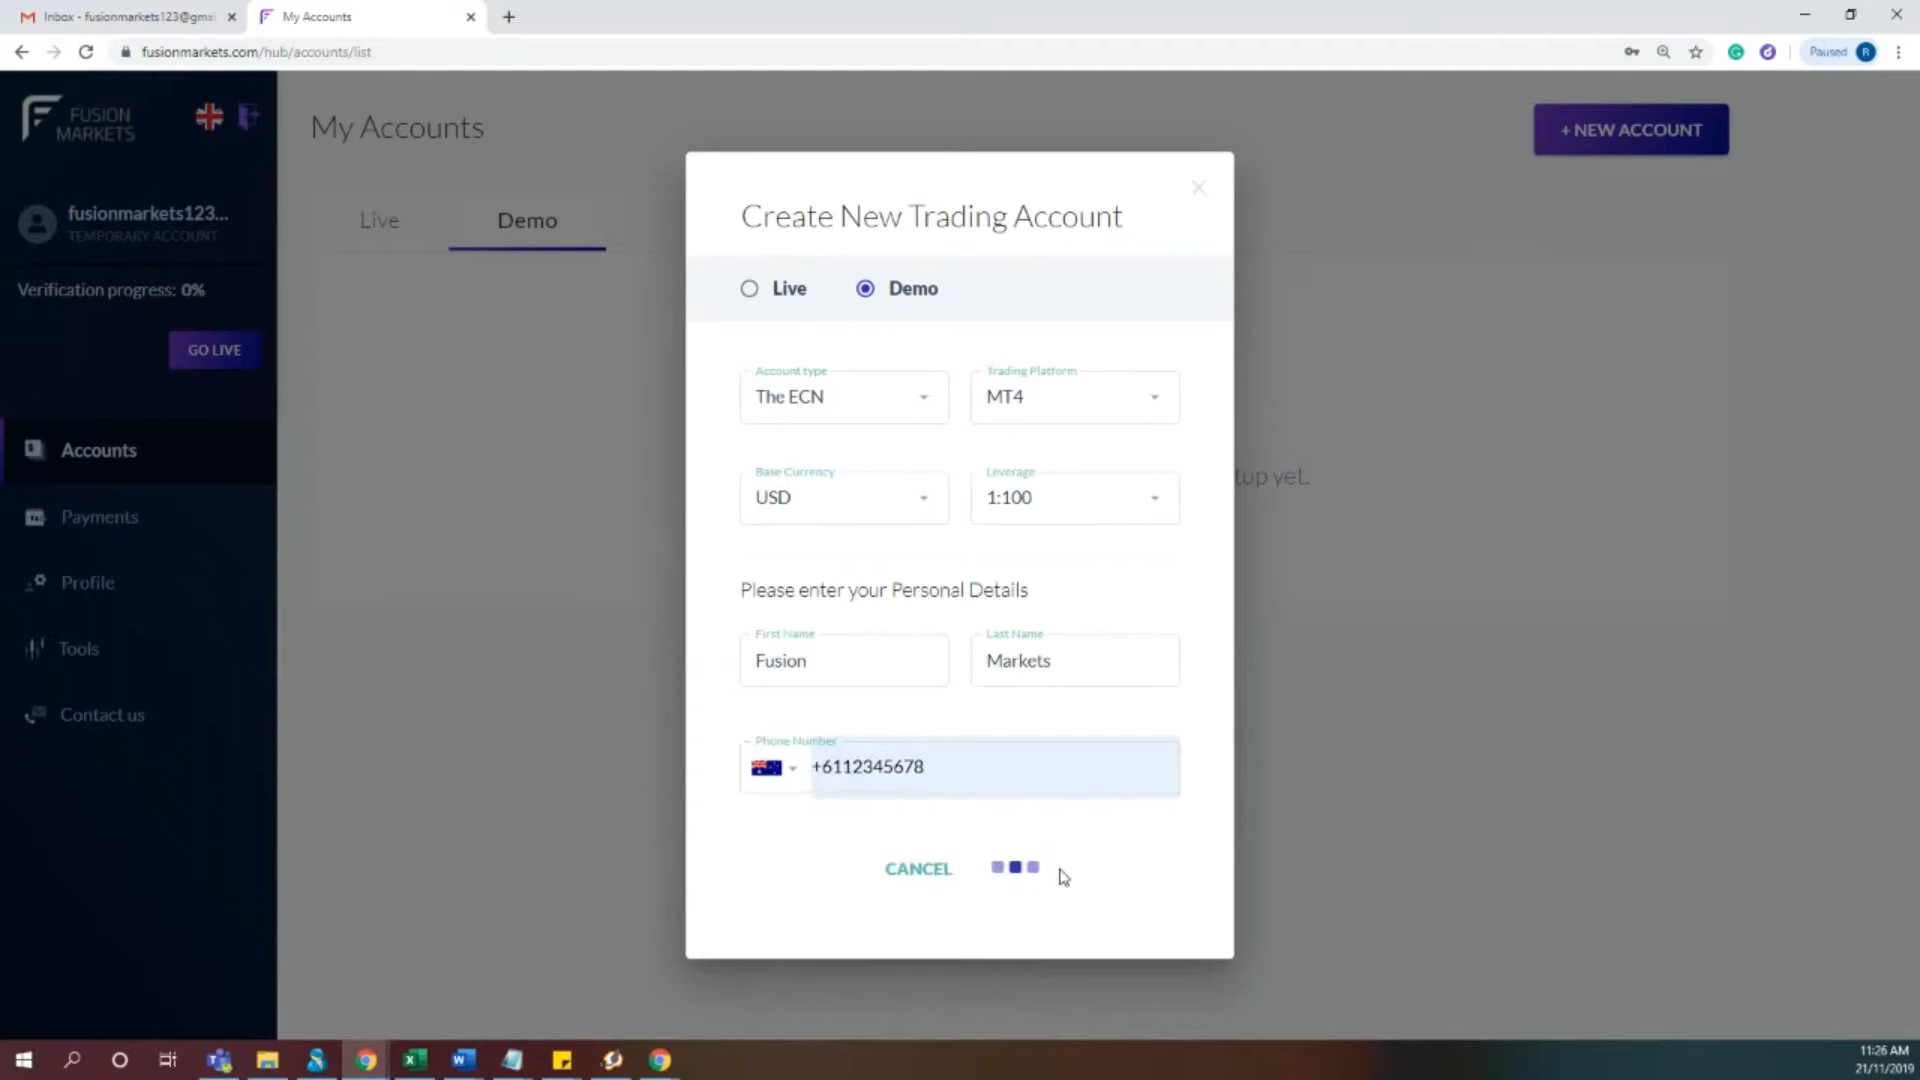 Inbox - fusionmarkets123@gmai
My Accounts
fusionmarkets.com/hub/accounts/list
Paused
R
FUSION
MARKETS
My Accounts
+ NEW ACCOUNT
fusionmarkets123...
TEMPORARY ACCOUNT
Live
Demo
Verification progress: 0%
GO LIVE
Accounts
Payments
Profile
Tools
Contact us
Create New Trading Account
Live
Demo
Account type
The ECN
Trading Platform
MT4
Base Currency
USD
Leverage
1:100
tup yet.
Please enter your Personal Details
First Name
Fusion
Last Name
Markets
Phone Number
+6112345678
CANCEL
11:26 AM
21/11/2019